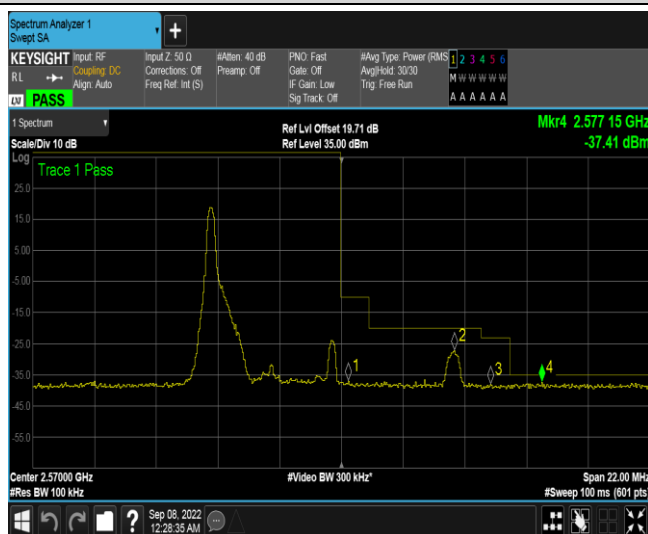 Spectrum Analyzer 1
Swept SA
+
KEYSIGHT
RL
LXI PASS
Input: RF
Coupling: DC
Align: Auto
Input Z: 50 Ω
Corrections: Off
Freq Ref: Int (S)
#Atten: 40 dB
Preamp: Off
PNO: Fast
Gate: Off
IF Gain: Low
Sig Track: Off
#Avg Type: Power (RMS
Avg|Hold: 30/30
Trig: Free Run
1 2 3 4 5 6
M W W W W W
A A A A A A
1 Spectrum
Scale/Div 10 dB
Ref Lvl Offset 19.71 dB
Ref Level 35.00 dBm
Mkr4 2.577 15 GHz
-37.41 dBm
Log
Trace 1 Pass
25.0
15.0
5.00
-5.00
-15.0
-25.0
-35.0
-45.0
-55.0
1
2
3
4
Center 2.57000 GHz
#Res BW 100 kHz
#Video BW 300 kHz*
Span 22.00 MHz
#Sweep 100 ms (601 pts)
?
Sep 08, 2022
12:28:35 AM